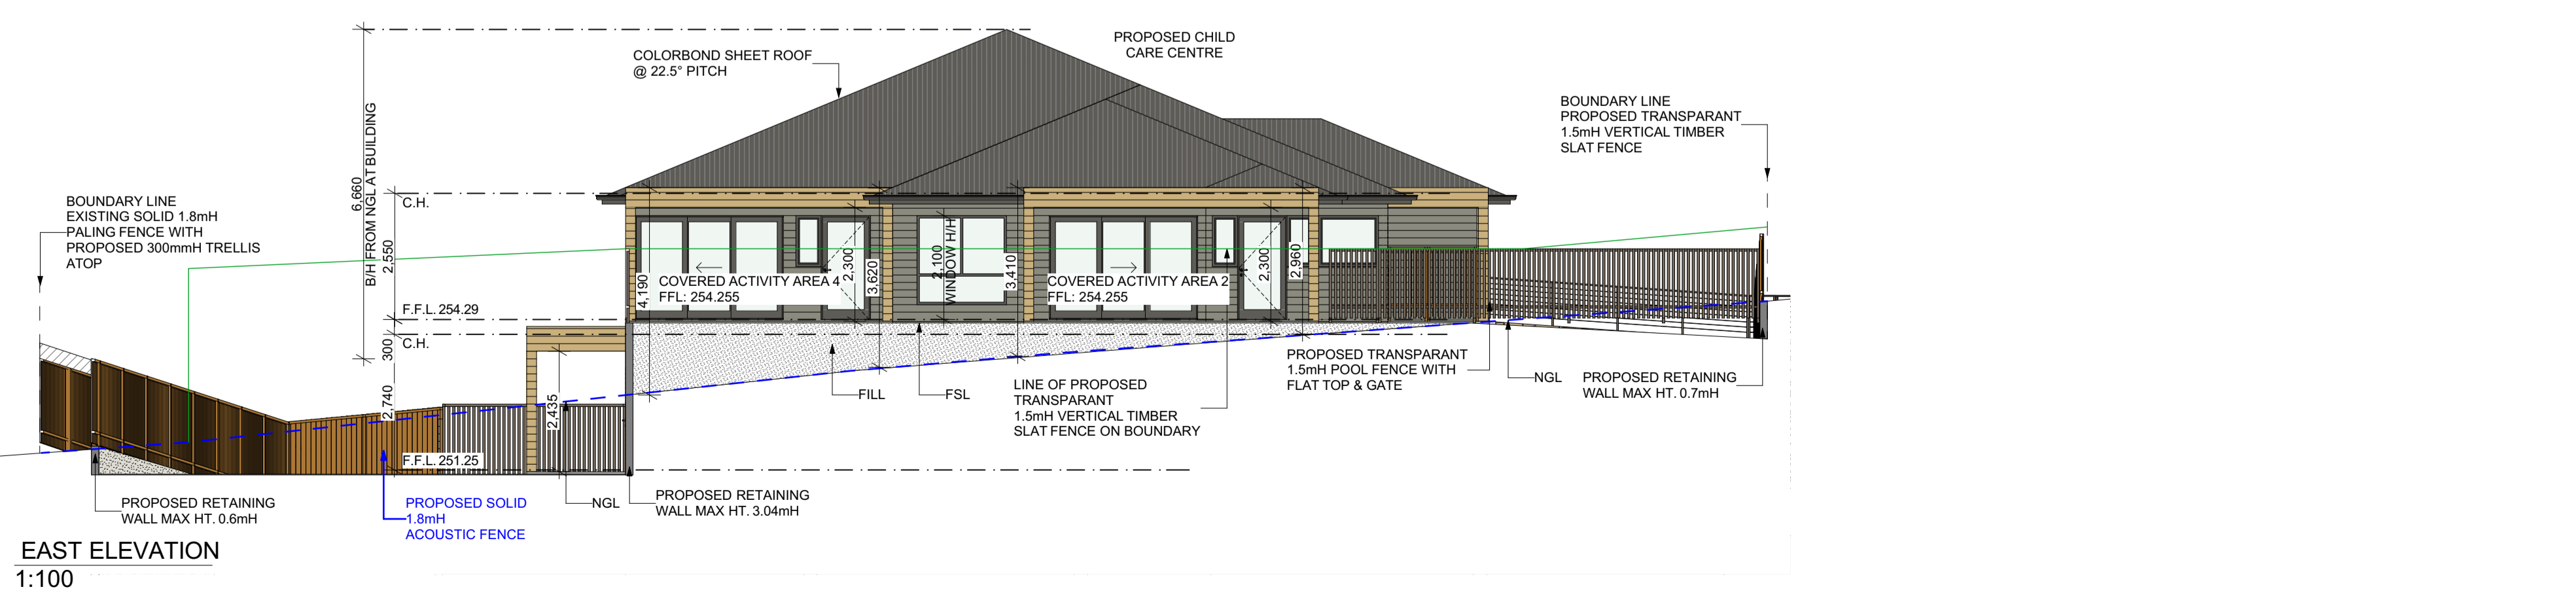 PROPOSED CHILD
CARE CENTRE
COLORBOND SHEET ROOF
@ 22.5° PITCH
BOUNDARY LINE
PROPOSED TRANSPARANT
1.5mH VERTICAL TIMBER
SLAT FENCE
6,660
B/H FROM NGL AT BUILDING
BOUNDARY LINE
EXISTING SOLID 1.8mH
PALING FENCE WITH
PROPOSED 300mmH TRELLIS
ATOP
C.H.
2,550
F.F.L. 254.29
300
C.H.
2,740
F.F.L. 251.25
2,435
4,190
COVERED ACTIVITY AREA 4
FFL: 254.255
2,300
3,620
2,100
WINDOW H/H
3,410
COVERED ACTIVITY AREA 2
FFL: 254.255
2,300
2,960
FILL
FSL
LINE OF PROPOSED
TRANSPARANT
1.5mH VERTICAL TIMBER
SLAT FENCE ON BOUNDARY
PROPOSED TRANSPARANT
1.5mH POOL FENCE WITH
FLAT TOP & GATE
NGL
PROPOSED RETAINING
WALL MAX HT. 0.7mH
PROPOSED RETAINING
WALL MAX HT. 0.6mH
PROPOSED SOLID
1.8mH
ACOUSTIC FENCE
NGL
PROPOSED RETAINING
WALL MAX HT. 3.04mH
EAST ELEVATION
1:100